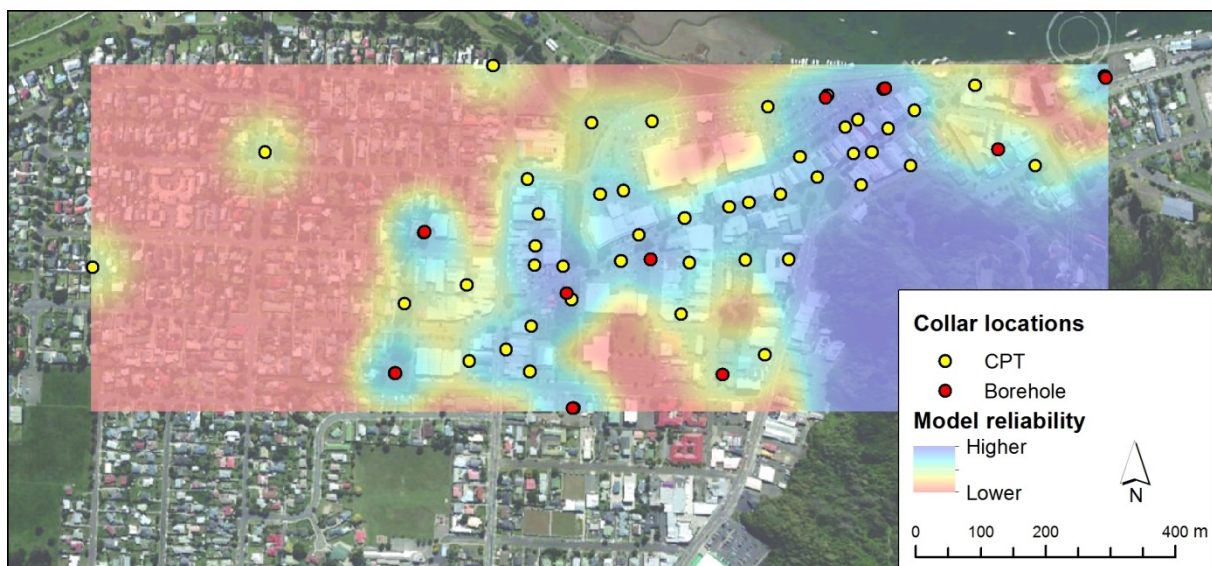 Collar locations
CPT
Borehole
Model reliability
Higher
Lower
N
0 100 200 400 m